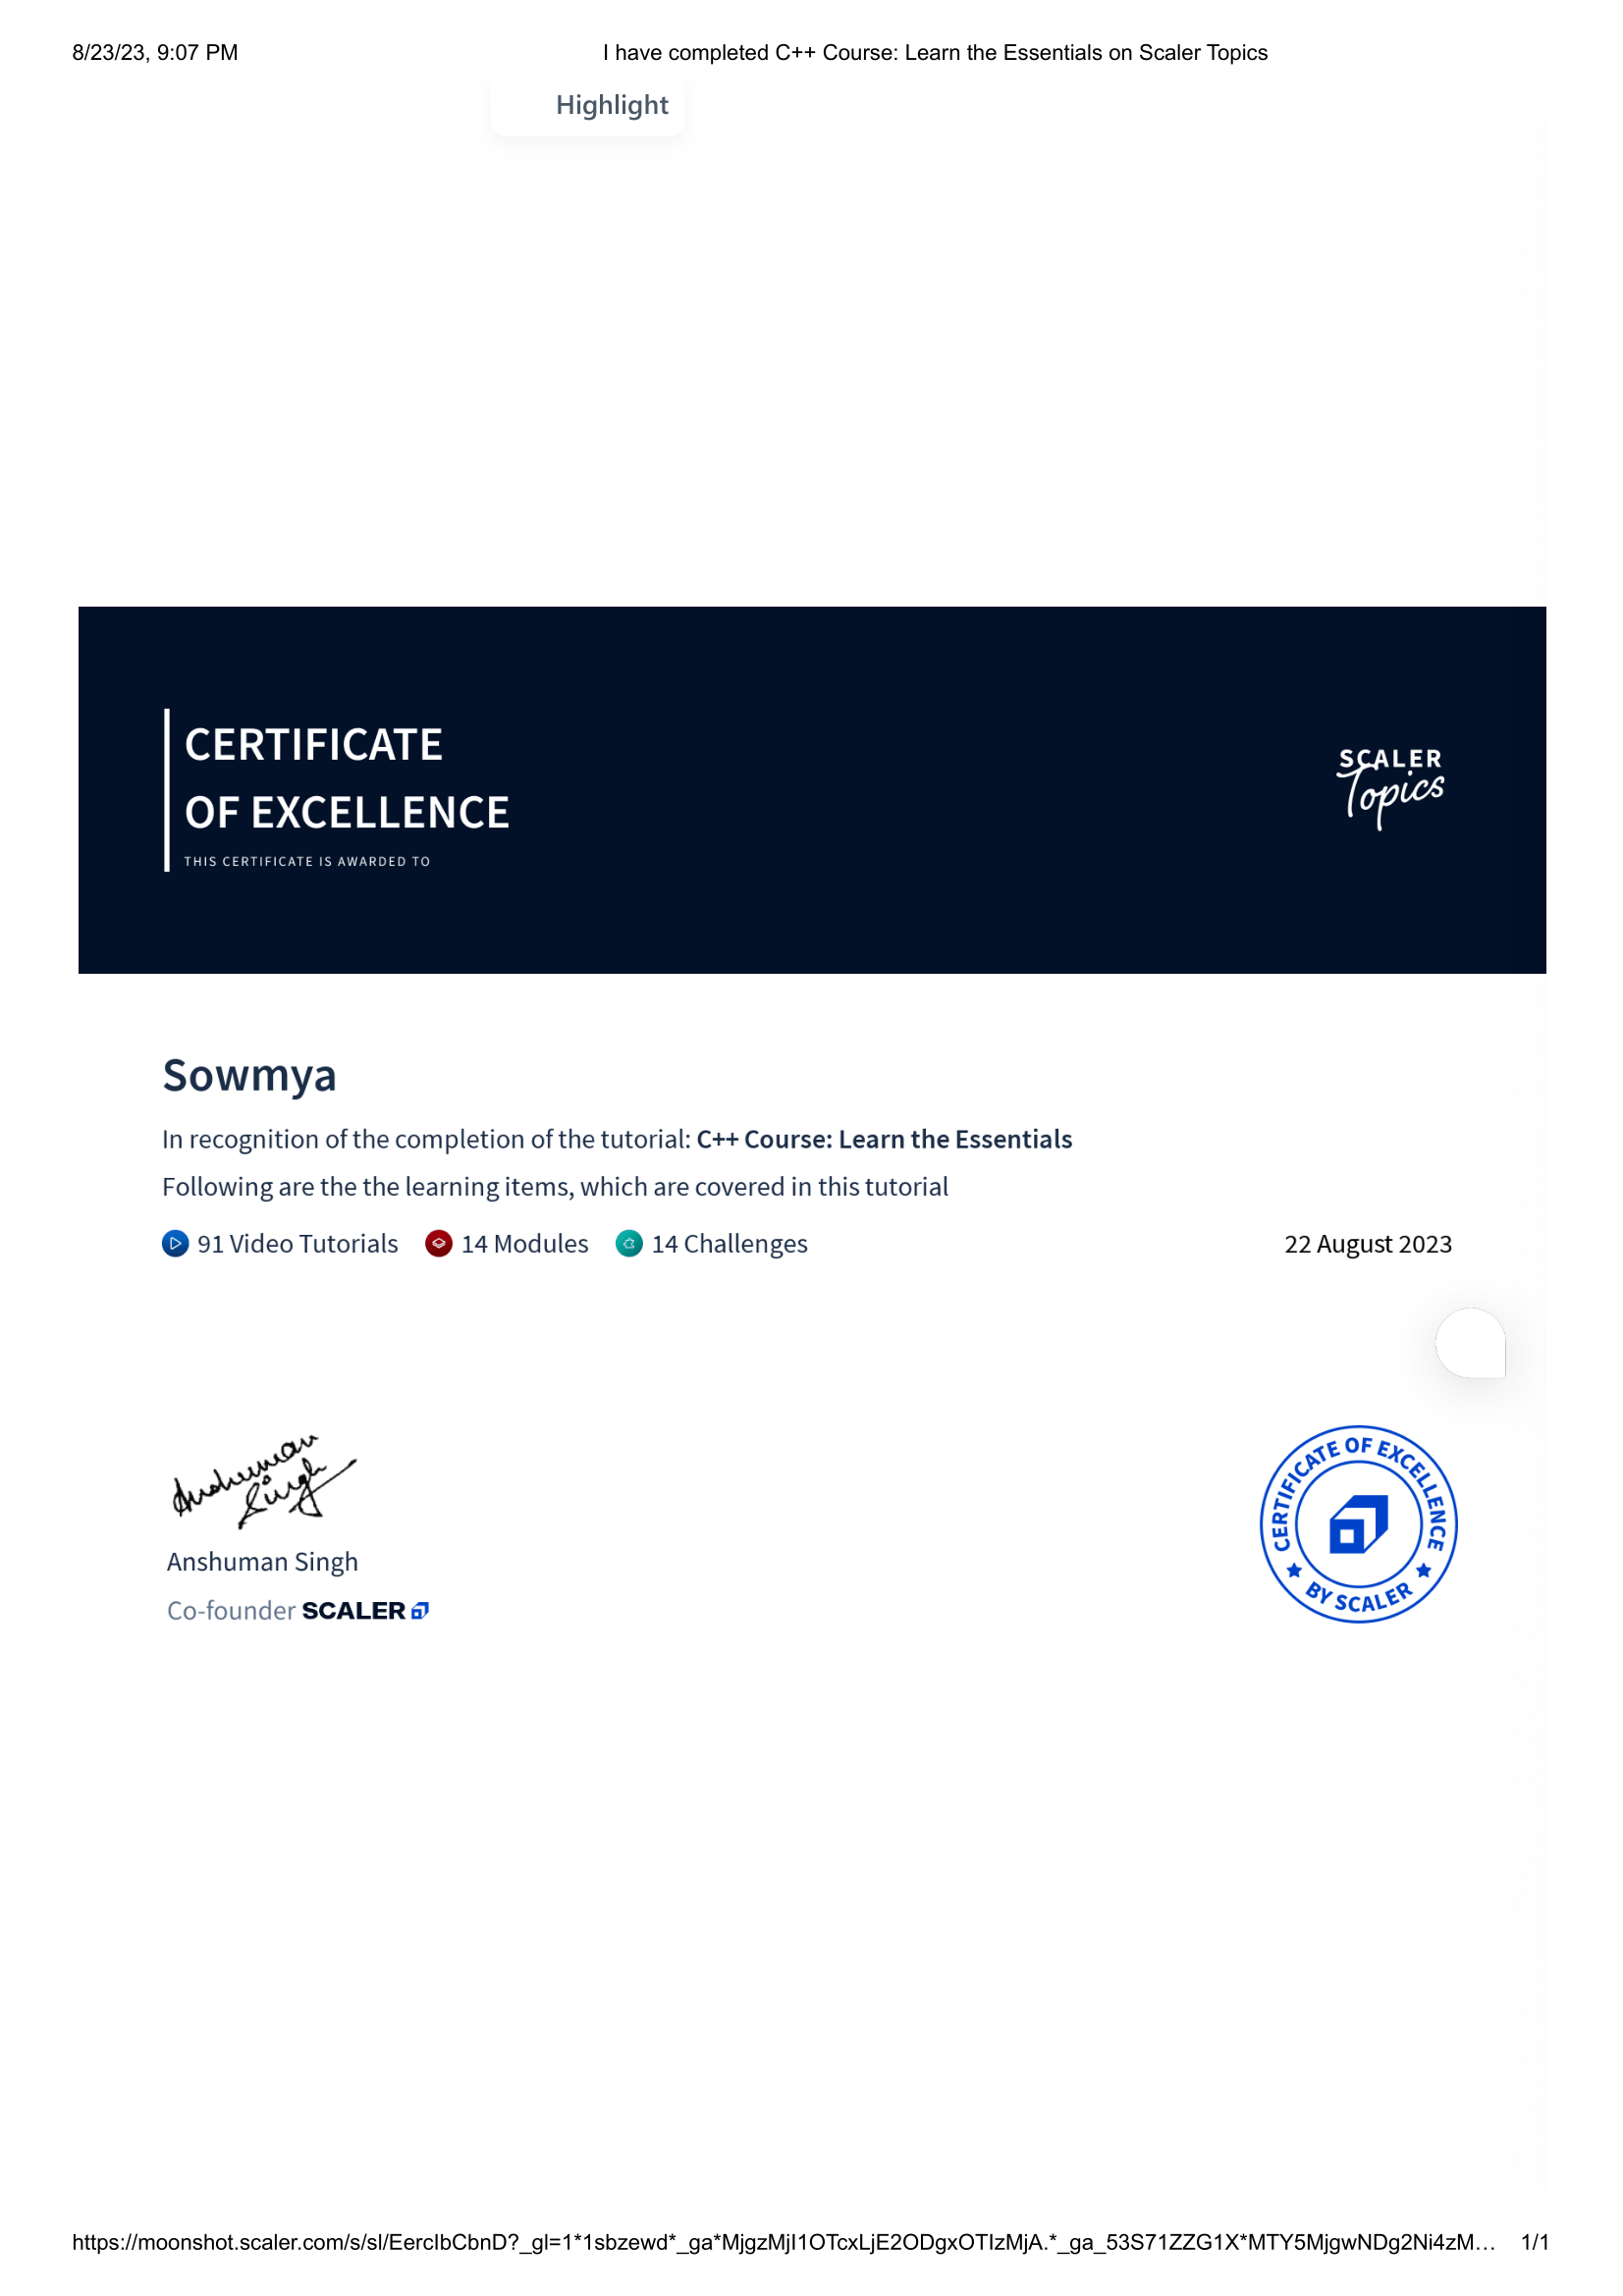 8/23/23, 9:07 PM
I have completed C++ Course: Learn the Essentials on Scaler Topics
Highlight
CERTIFICATE
OF EXCELLENCE
THIS CERTIFICATE IS AWARDED TO
SCALER
Topics
Sowmya
In recognition of the completion of the tutorial: C++ Course: Learn the Essentials
Following are the the learning items, which are covered in this tutorial
91 Video Tutorials 14 Modules 14 Challenges
22 August 2023
Anshuman
Singh
Anshuman Singh
Co-founder SCALER
CERTIFICATE OF EXCELLENCE
BY SCALER
https://moonshot.scaler.com/s/sl/EercIbCbnD?_gl=1*1sbzewd*_ga*MjgzMjI1OTcxLjE2ODgxOTIzMjA.*_ga_53S71ZZG1X*MTY5MjgwNDg2Ni4zM… 1/1